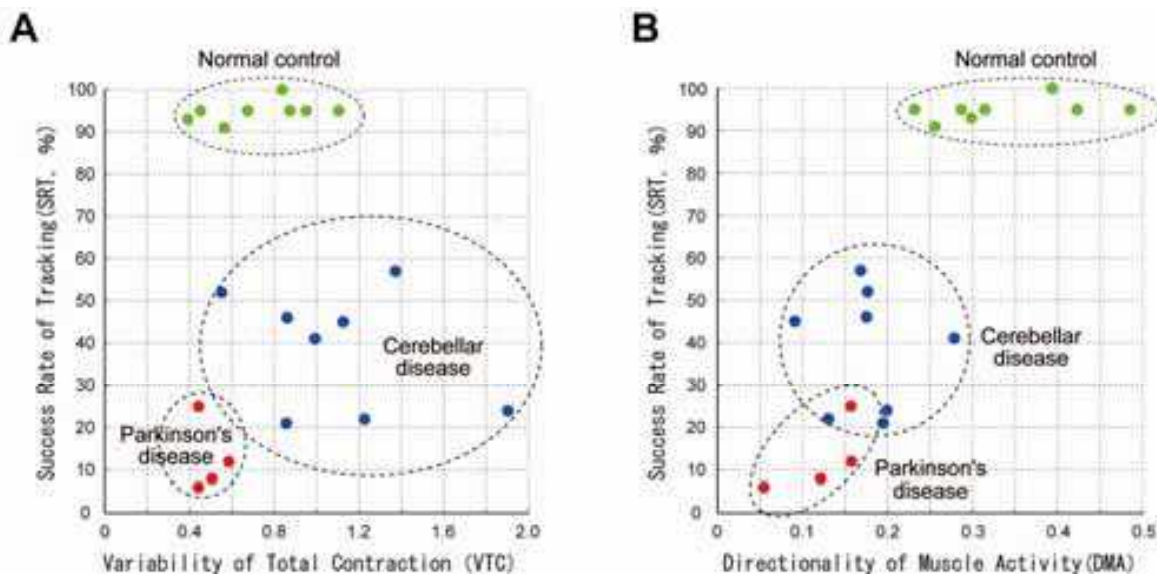 A
Normal control
100
90
80
70
60
50
40
30
20
10
0
Success Rate of Tracking(SRT, %)
Cerebellar
disease
Parkinson's
disease
0 0.4 0.8 1.2 1.6 2.0
Variability of Total Contraction (VTC)
B
Normal control
100
90
80
70
60
50
40
30
20
10
0
Success Rate of Tracking(SRT, %)
Cerebellar
disease
Parkinson's
disease
0 0.1 0.2 0.3 0.4 0.5
Directionality of Muscle Activity(DMA)